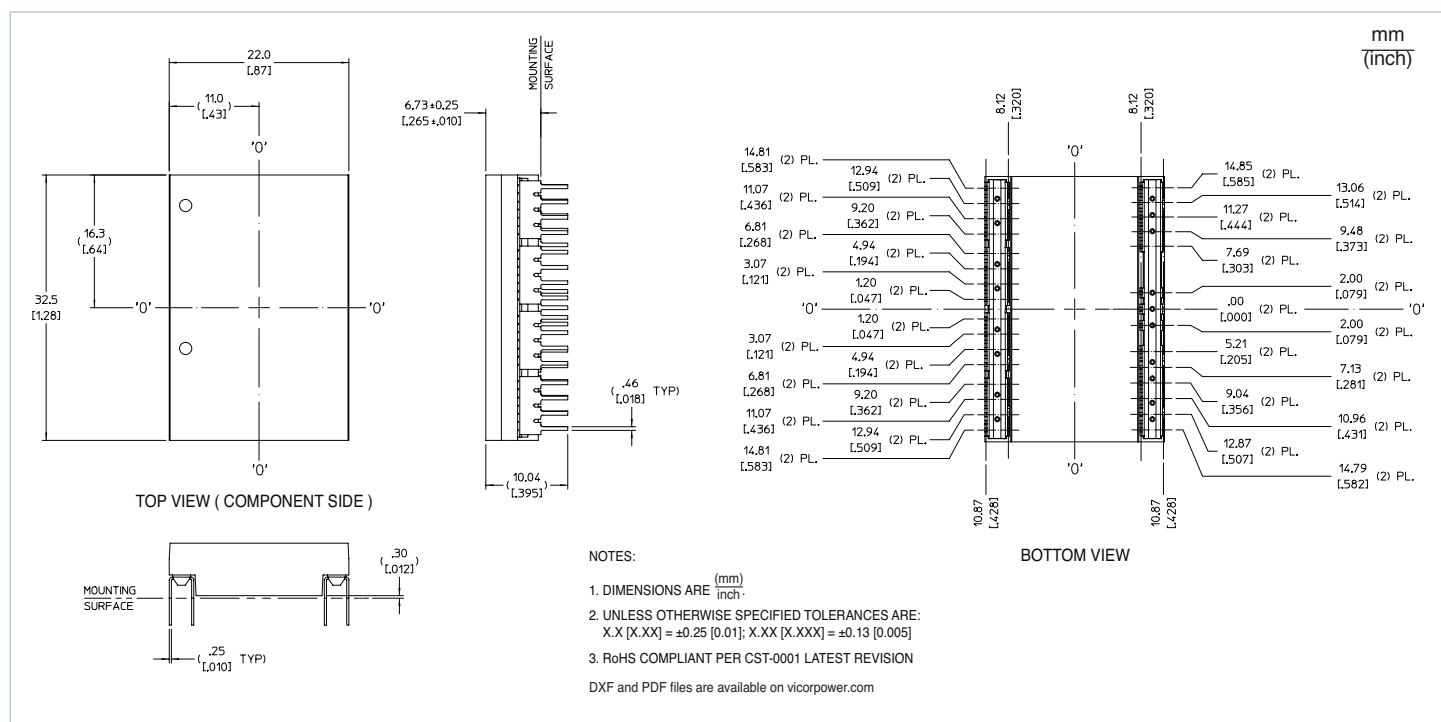 mm
(inch)
22.0
[.87]
11.0
[.43]
'0'
16.3
[.64]
32.5
[1.28]
'0'
'0'
'0'
TOP VIEW ( COMPONENT SIDE )
MOUNTING
SURFACE
6.73±0.25
[.265±.010]
.46
[.018] TYP)
10.04
[.395]
MOUNTING
SURFACE
.30
[.012]
.25
[.010] TYP)
8.12
[.320]
8.12
[.320]
'0'
14.81
[.583] (2) PL.
12.94
[.509] (2) PL.
11.07
[.436] (2) PL.
9.20
[.362] (2) PL.
6.81
[.268] (2) PL.
4.94
[.194] (2) PL.
3.07
[.121] (2) PL.
1.20
[.047] (2) PL.
'0'
1.20
[.047] (2) PL.
3.07
[.121] (2) PL.
4.94
[.194] (2) PL.
6.81
[.268] (2) PL.
9.20
[.362] (2) PL.
11.07
[.436] (2) PL.
12.94
[.509] (2) PL.
14.81
[.583] (2) PL.
14.85
[.585] (2) PL.
13.06
[.514] (2) PL.
11.27
[.444] (2) PL.
9.48
[.373] (2) PL.
7.69
[.303] (2) PL.
2.00
[.079] (2) PL.
.00
[.000] (2) PL.
'0'
2.00
[.079] (2) PL.
5.21
[.205] (2) PL.
7.13
[.281] (2) PL.
9.04
[.356] (2) PL.
10.96
[.431] (2) PL.
12.87
[.507] (2) PL.
14.79
[.582] (2) PL.
'0'
10.87
[.428]
10.87
[.428]
BOTTOM VIEW
NOTES:
1. DIMENSIONS ARE (mm)
inch.
2. UNLESS OTHERWISE SPECIFIED TOLERANCES ARE:
X.X [X.XX] = ±0.25 [0.01]; X.XX [X.XXX] = ±0.13 [0.005]
3. RoHS COMPLIANT PER CST-0001 LATEST REVISION
DXF and PDF files are available on vicorpower.com